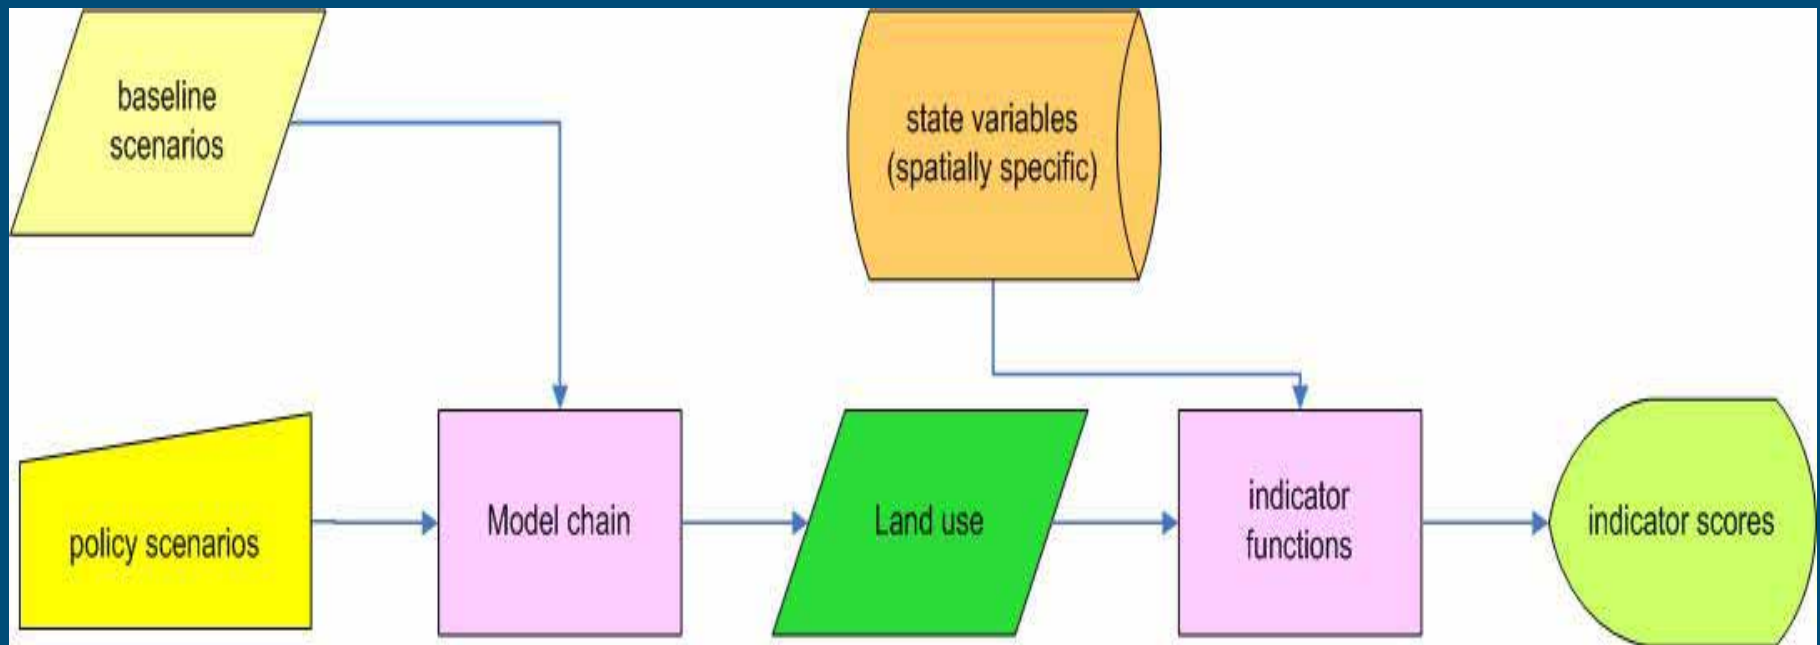 baseline
scenarios
state variables
(spatially specific)
policy scenarios
Model chain
Land use
indicator
functions
indicator scores